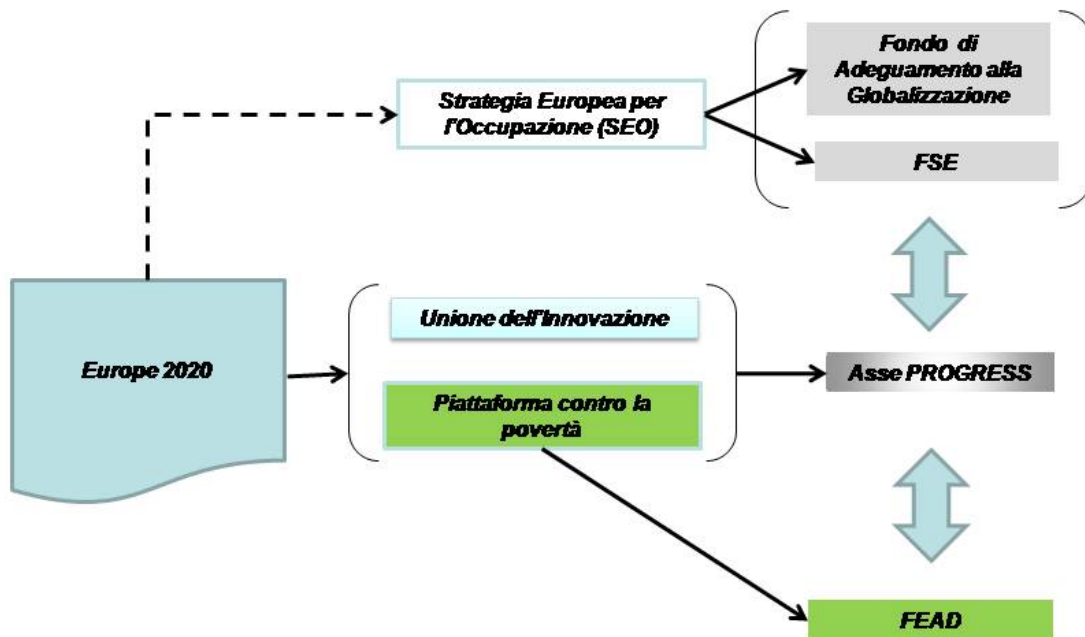 Fondo di
Adeguamento alla
Globalizzazione
Strategia Europea per
l'Occupazione (SEO)
FSE
Unione dell'Innovazione
Europe 2020
Asse PROGRESS
Piattaforma contro la
povertà
FEAD